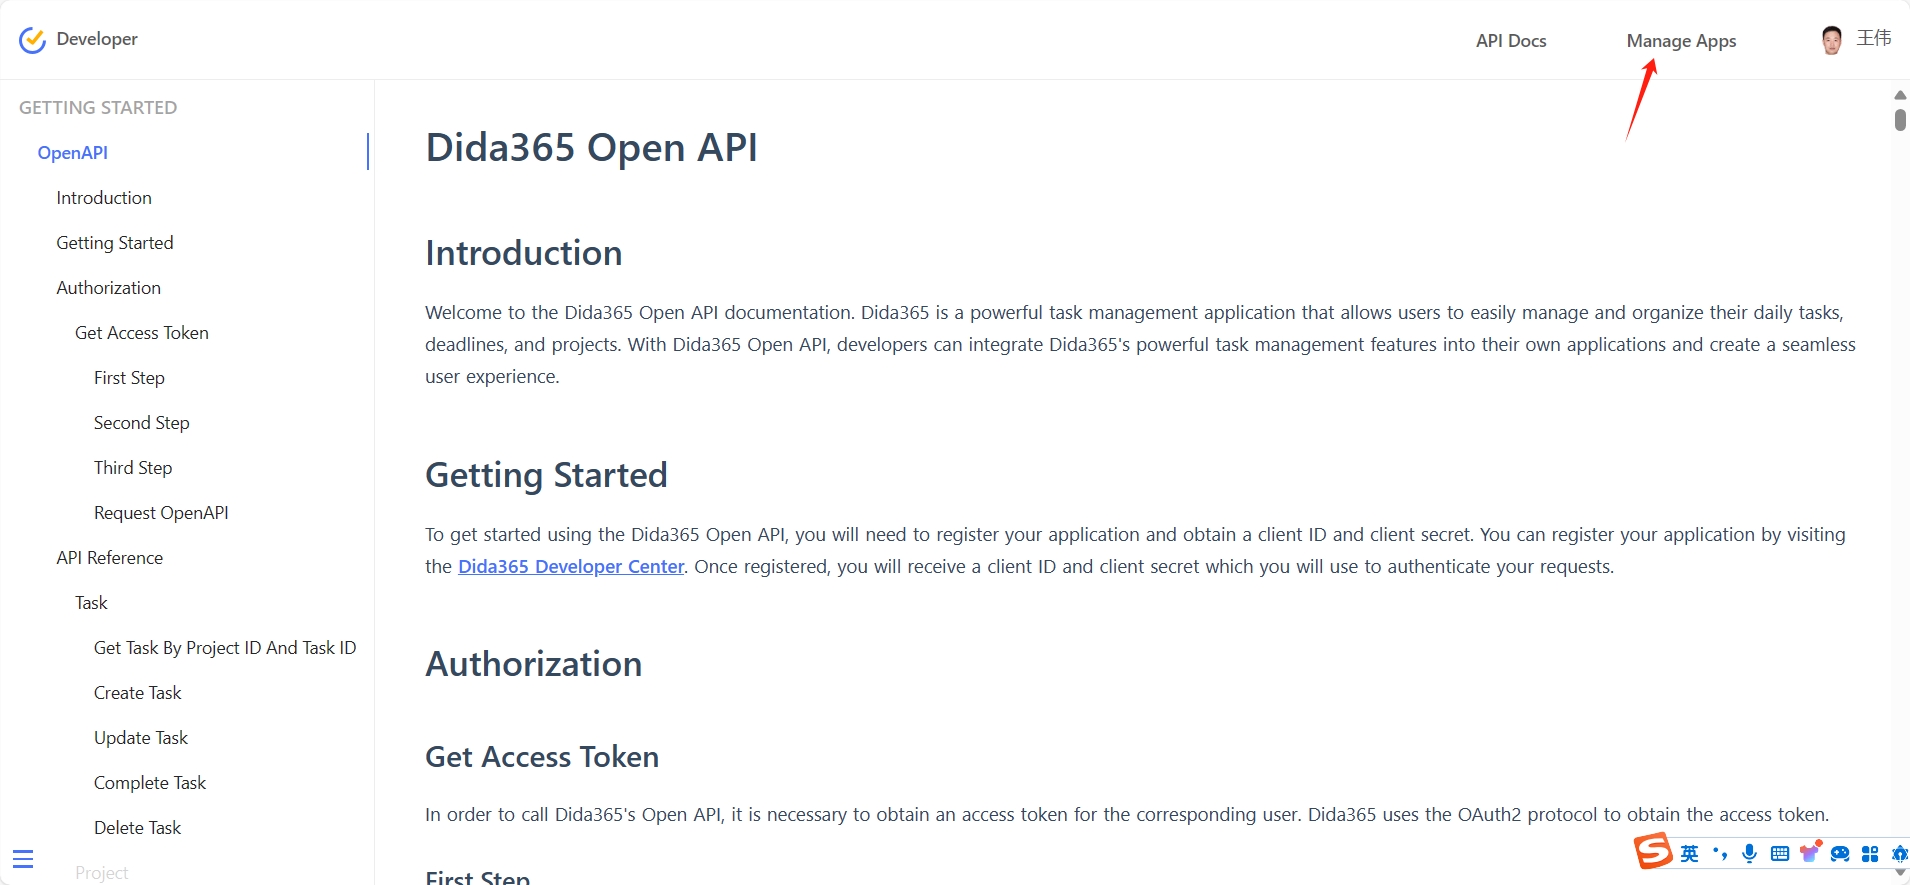 Developer
API Docs
Manage Apps
王伟
GETTING STARTED
OpenAPI
Introduction
Getting Started
Authorization
Get Access Token
First Step
Second Step
Third Step
Request OpenAPI
API Reference
Task
Get Task By Project ID And Task ID
Create Task
Update Task
Complete Task
Delete Task
Project
Dida365 Open API
Introduction
Welcome to the Dida365 Open API documentation. Dida365 is a powerful task management application that allows users to easily manage and organize their daily tasks,
deadlines, and projects. With Dida365 Open API, developers can integrate Dida365's powerful task management features into their own applications and create a seamless
user experience.
Getting Started
To get started using the Dida365 Open API, you will need to register your application and obtain a client ID and client secret. You can register your application by visiting
the Dida365 Developer Center. Once registered, you will receive a client ID and client secret which you will use to authenticate your requests.
Authorization
Get Access Token
In order to call Dida365's Open API, it is necessary to obtain an access token for the corresponding user. Dida365 uses the OAuth2 protocol to obtain the access token.
First Step
S 英